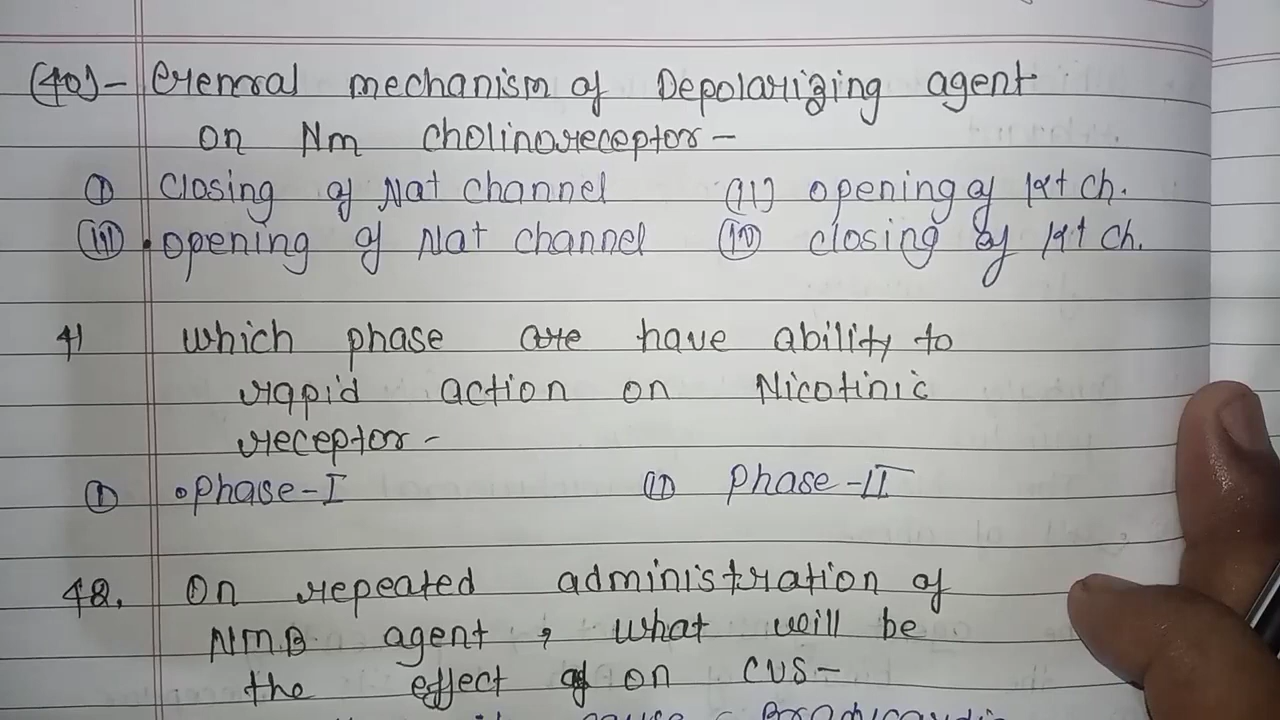 (40)- General mechanism of Depolarizing agent
on Nm cholinoreceptor-
(I) closing of Na+ channel (II) opening of K+ ch.
(III) opening of Na+ channel (IV) closing of K+ ch.
41 which phase are have ability to
rapid action on Nicotinic
receptor-
(I) phase-I (II) phase-II
42. On repeated administration of
NMB agent, what will be
the effect of on CVS-
cause Bradycardia